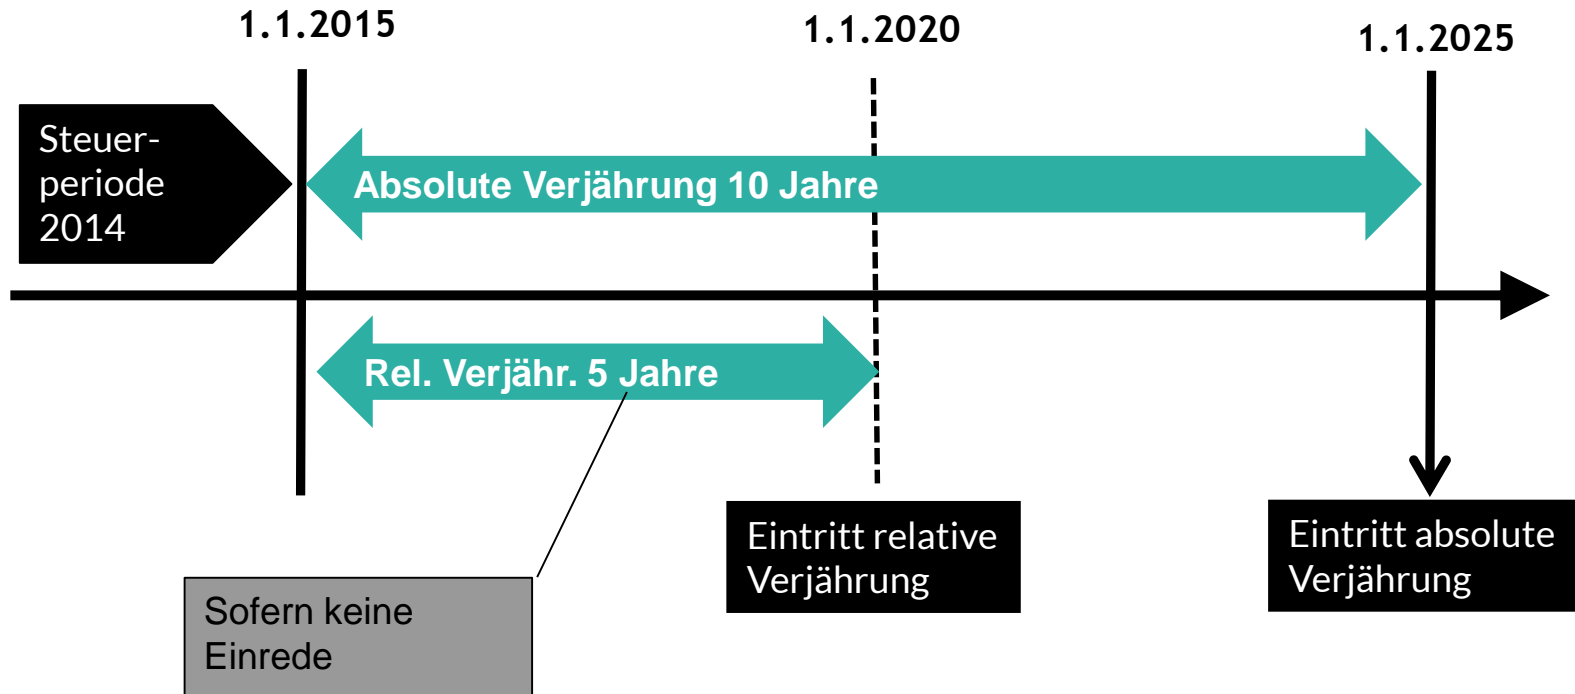 1.1.2015
1.1.2020
1.1.2025
Steuer-
periode
2014
Absolute Verjährung 10 Jahre
Rel. Verjähr. 5 Jahre
Eintritt relative
Verjährung
Eintritt absolute
Verjährung
Sofern keine
Einrede